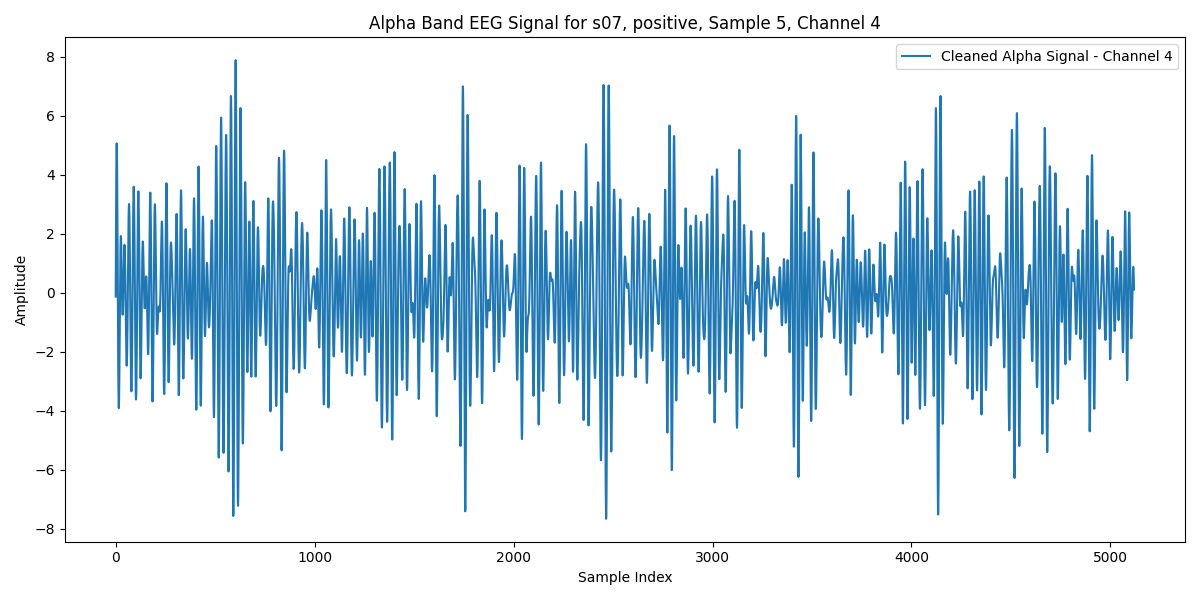 Alpha Band EEG Signal for s07, positive, Sample 5, Channel 4
Cleaned Alpha Signal - Channel 4
Amplitude
8
6
4
2
0
−2
−4
−6
−8
0 1000 2000 3000 4000 5000
Sample Index